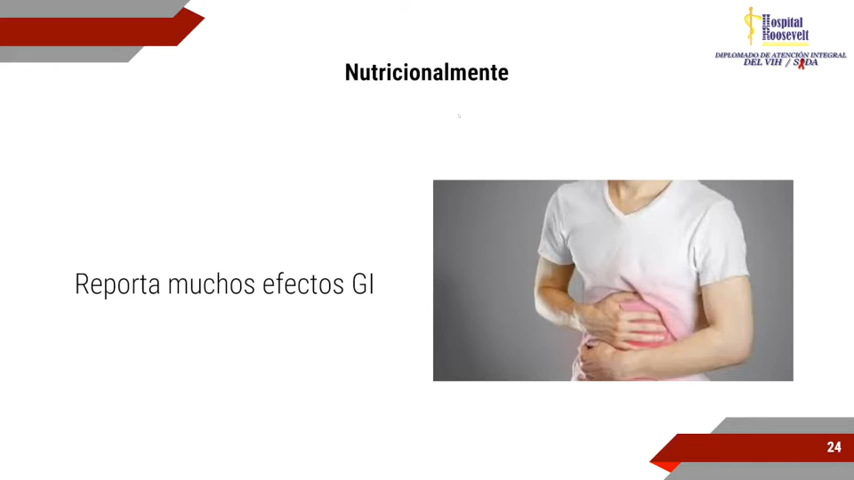 Hospital
Roosevelt
DIPLOMADO DE ATENCIÓN INTEGRAL
DEL VIH / SIDA
Nutricionalmente
Reporta muchos efectos GI
24